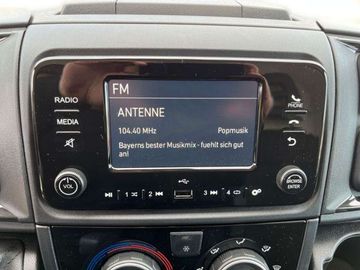 FM
RADIO
ANTENNE
PHONE
MEDIA
104.40 MHz Popmusik
Bayerns bester Musikmix - fuehlt sich gut
an!
VOL
BROWSE
ENTER
1 2 3 4